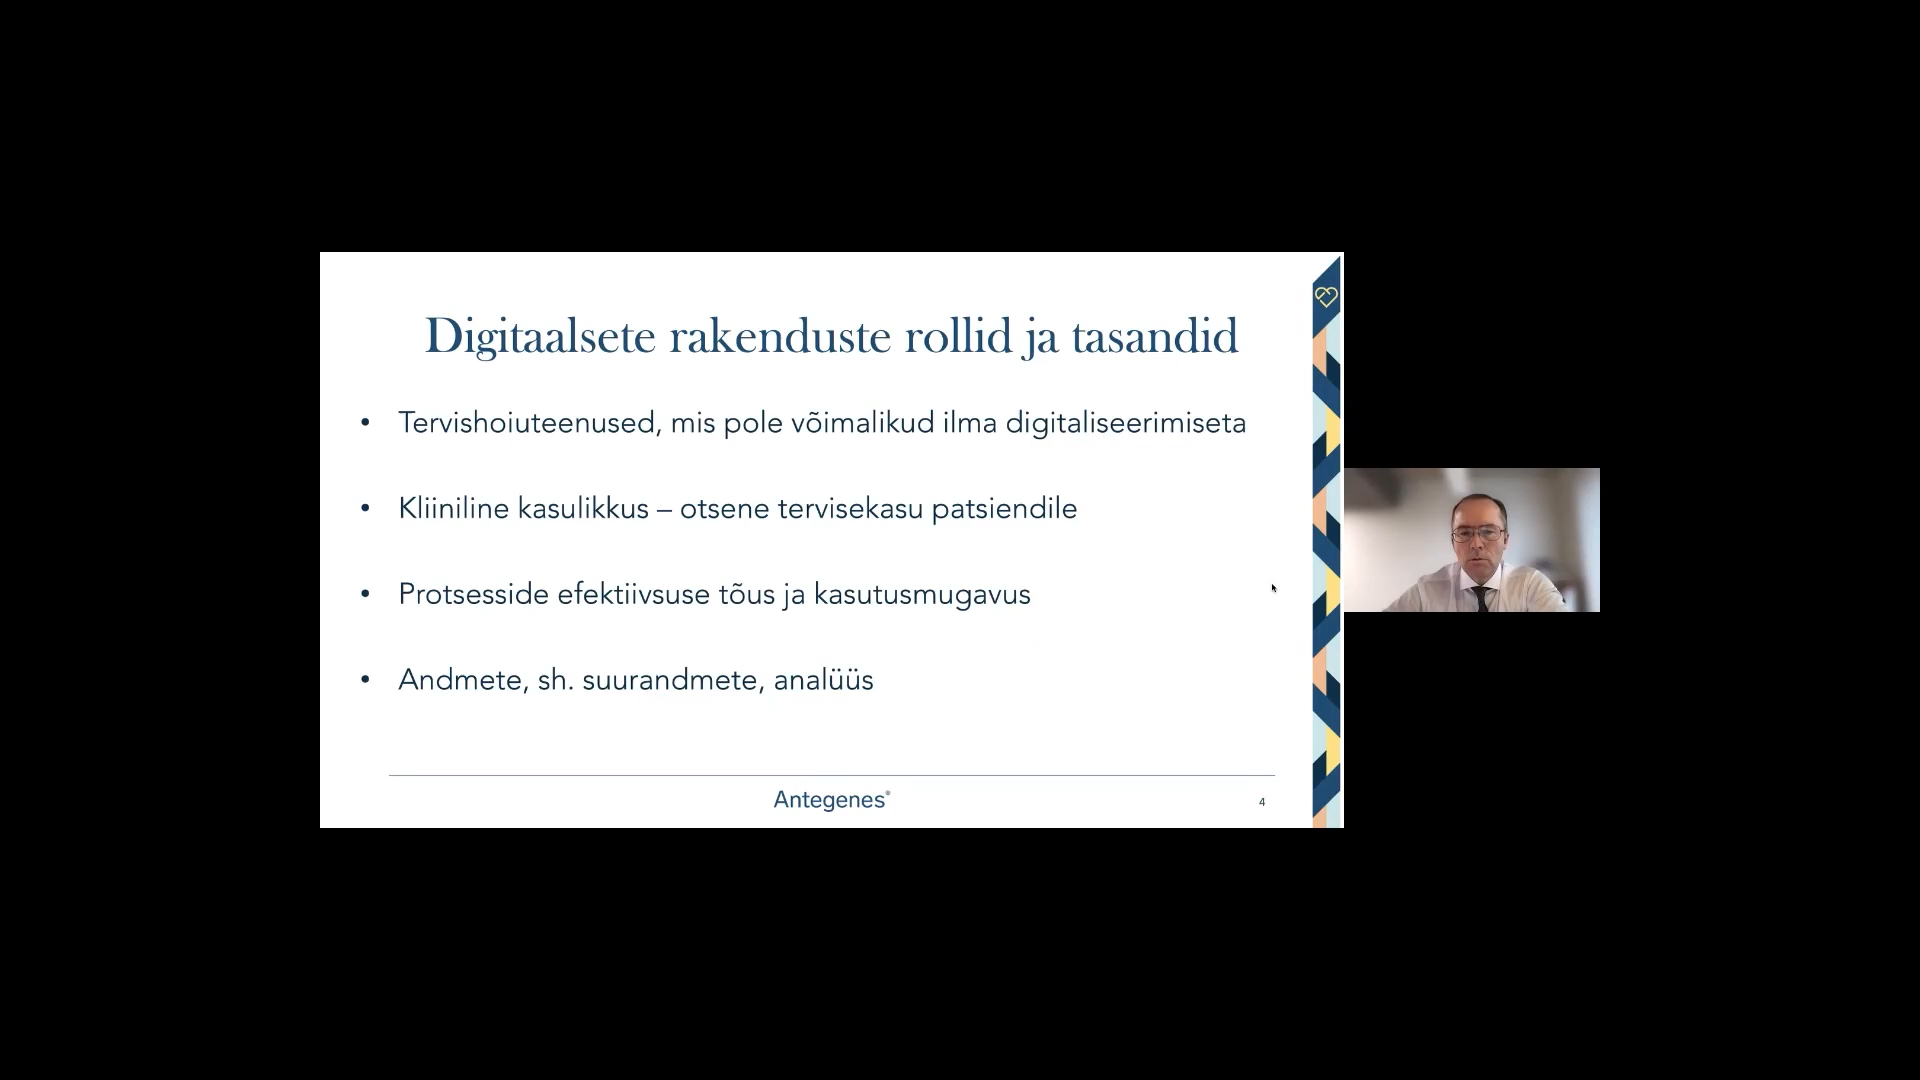 Digitaalsete rakenduste rollid ja tasandid
• Tervishoiuteenused, mis pole võimalikud ilma digitaliseerimiseta
• Kliiniline kasulikkus – otsene tervisekasu patsiendile
• Protsesside efektiivsuse tõus ja kasutusmugavus
• Andmete, sh. suurandmete, analüüs
Antegenes®
4